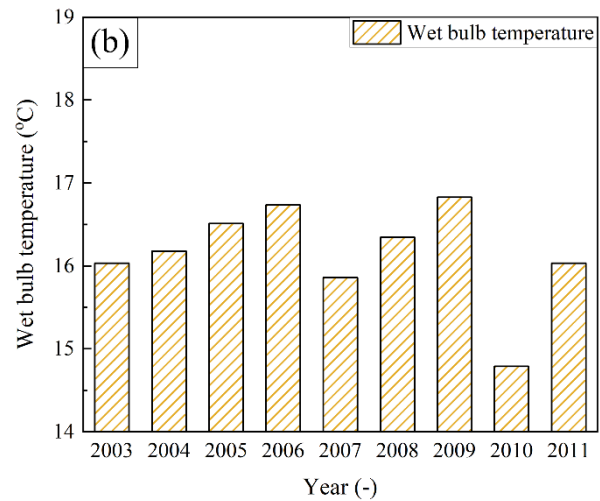 (b)
Wet bulb temperature
19
18
17
16
15
14
Wet bulb temperature (°C)
2003 2004 2005 2006 2007 2008 2009 2010 2011
Year (-)